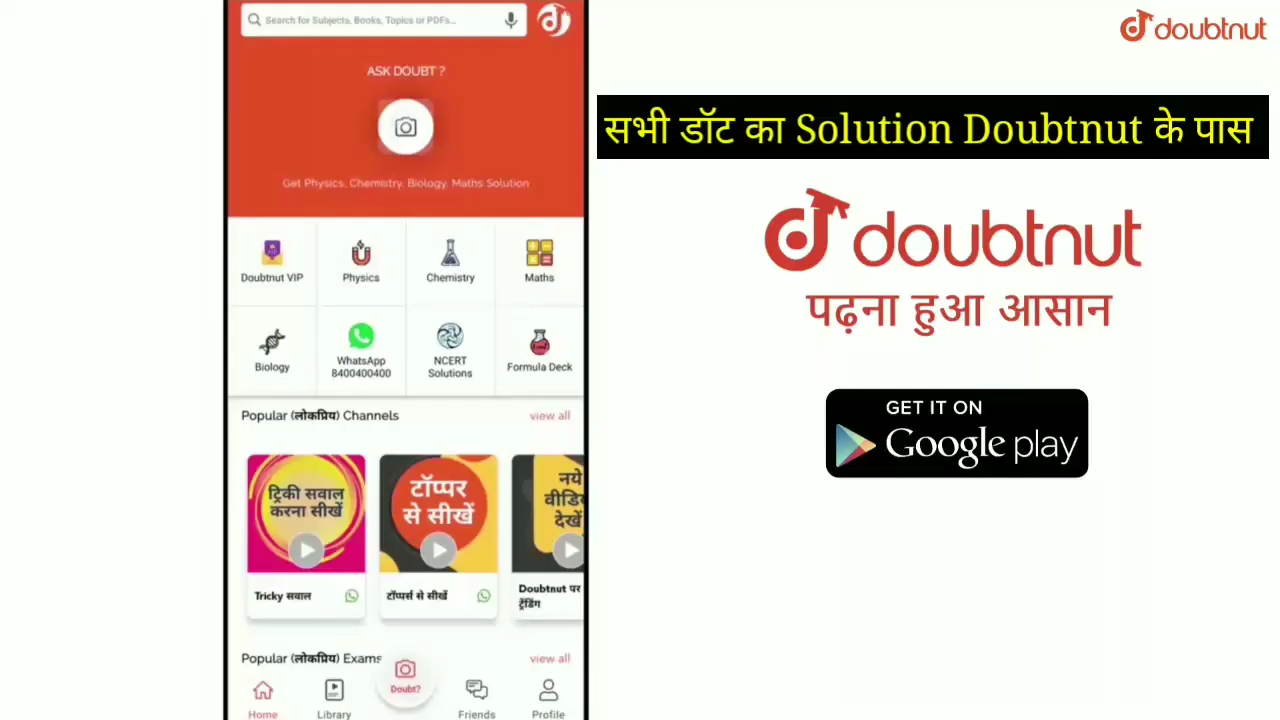 Search for Subjects, Books, Topics or PDFs...
doubtnut
ASK DOUBT ?
Get Physics, Chemistry, Biology, Maths Solution
सभी डॉट का Solution Doubtnut के पास
doubtnut
पढ़ना हुआ आसान
GET IT ON
Google play
Doubtnut VIP
Physics
Chemistry
Maths
Biology
WhatsApp
8400400400
NCERT
Solutions
Formula Deck
Popular (लोकप्रिय) Channels
view all
ट्रिकी सवाल
करना सीखें
टॉप्पर
से सीखें
नये
वीडि
देखें
Tricky सवाल
टॉप्पर्स से सीखें
Doubtnut पर
ट्रेंडिंग
Popular (लोकप्रिय) Exams
view all
Doubt?
Home
Library
Friends
Profile